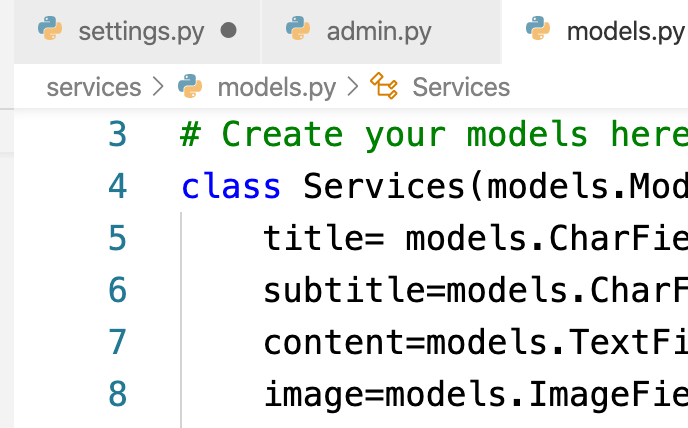 settings.py admin.py models.py
services > models.py > Services
3 # Create your models here
4 class Services(models.Mod
5 title= models.CharFie
6 subtitle=models.CharF
7 content=models.TextFi
8 image=models.ImageFie